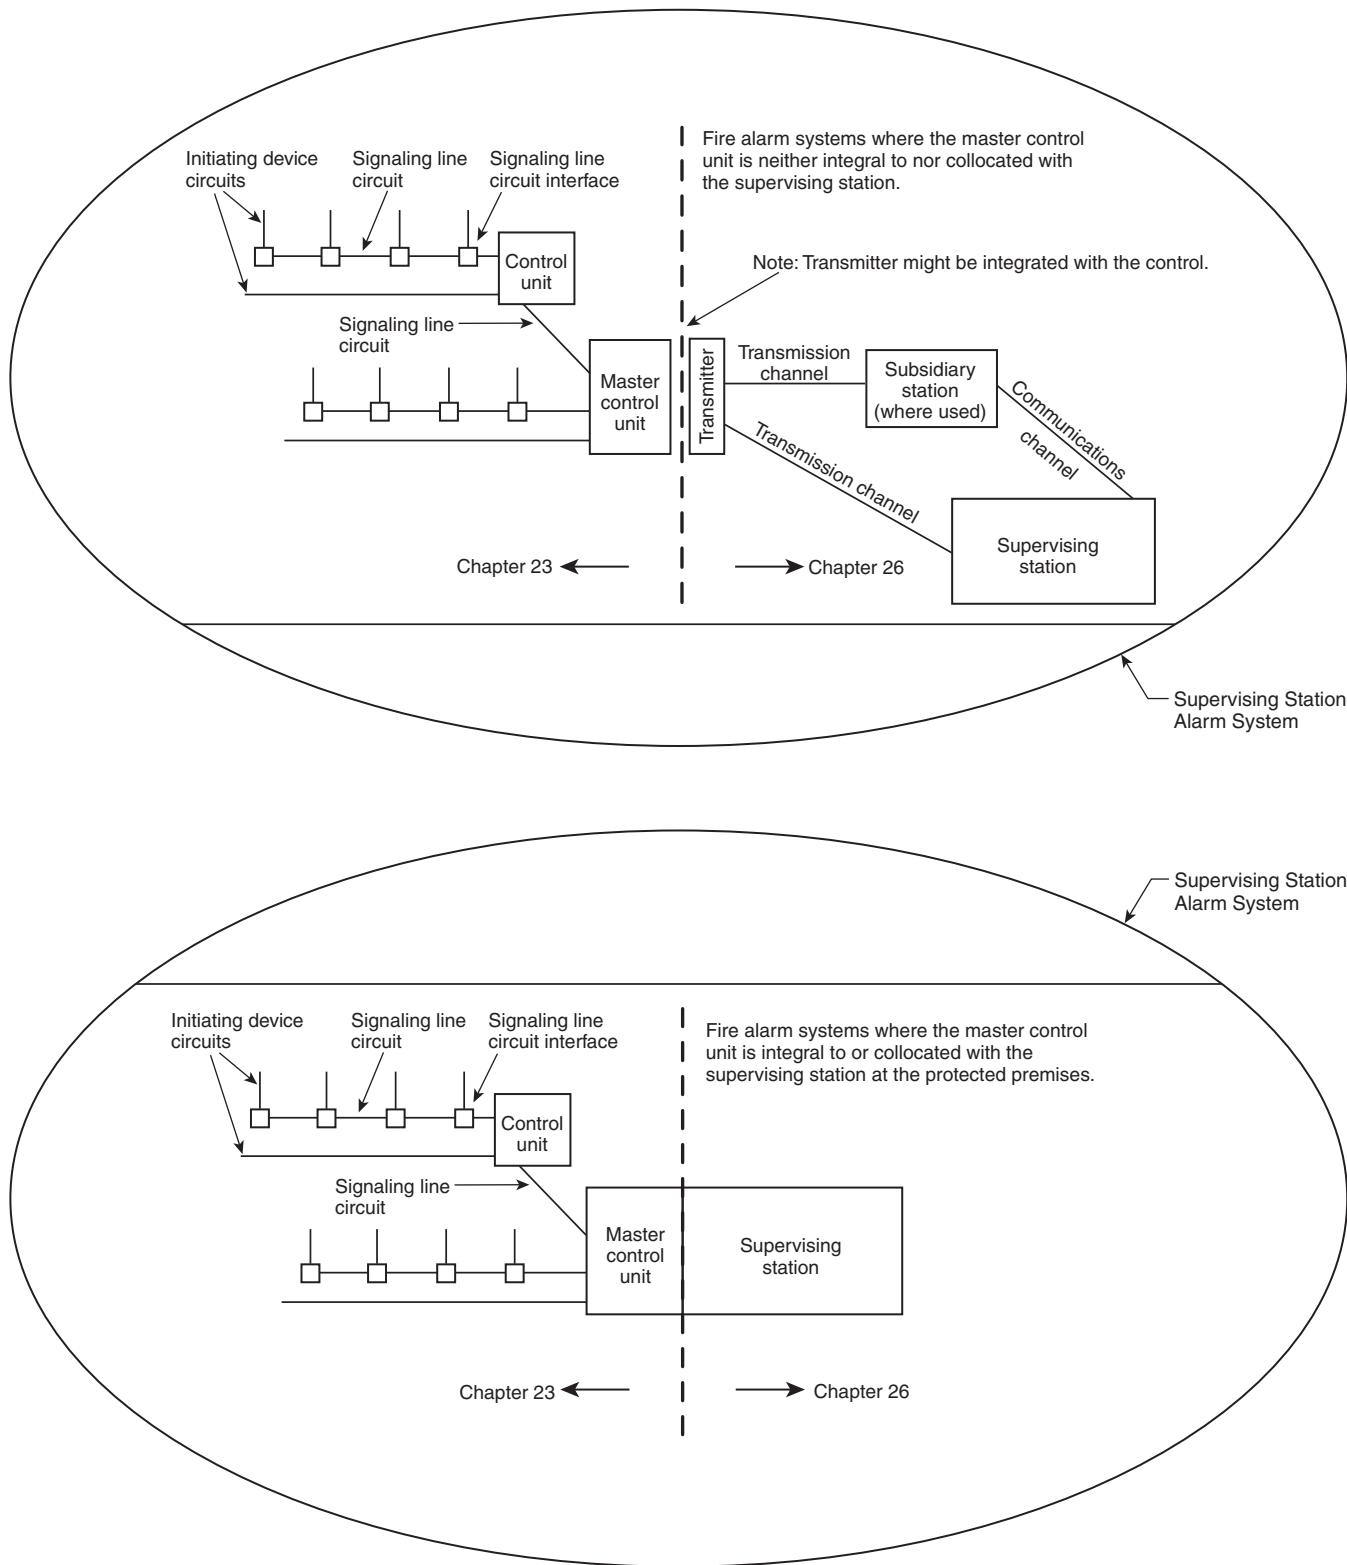 Fire alarm systems where the master control
unit is neither integral to nor collocated with
the supervising station.
Initiating device
circuits
Signaling line
circuit
Signaling line
circuit interface
Note: Transmitter might be integrated with the control.
Control
unit
Signaling line
circuit
Master
control
unit
Transmitter
Transmission
channel
Subsidiary
station
(where used)
Communications
channel
Transmission channel
Supervising
station
Chapter 23
Chapter 26
Supervising Station
Alarm System
Supervising Station
Alarm System
Initiating device
circuits
Signaling line
circuit
Signaling line
circuit interface
Fire alarm systems where the master control
unit is integral to or collocated with the
supervising station at the protected premises.
Control
unit
Signaling line
circuit
Master
control
unit
Supervising
station
Chapter 23
Chapter 26